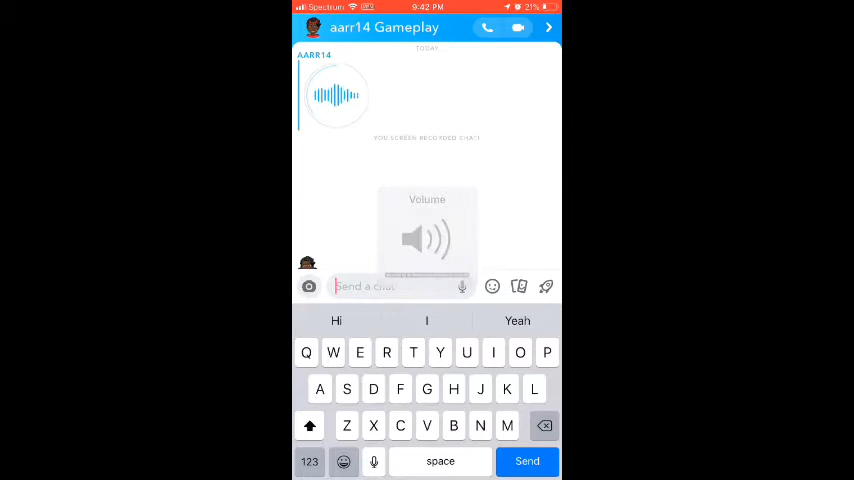 Spectrum VPN 9:42 PM 21%
aarr14 Gameplay
TODAY
AARR14
YOU SCREEN RECORDED CHAT!
Volume
Send a chat
Hi I Yeah
Q W E R T Y U I O P
A S D F G H J K L
Z X C V B N M
123 space Send